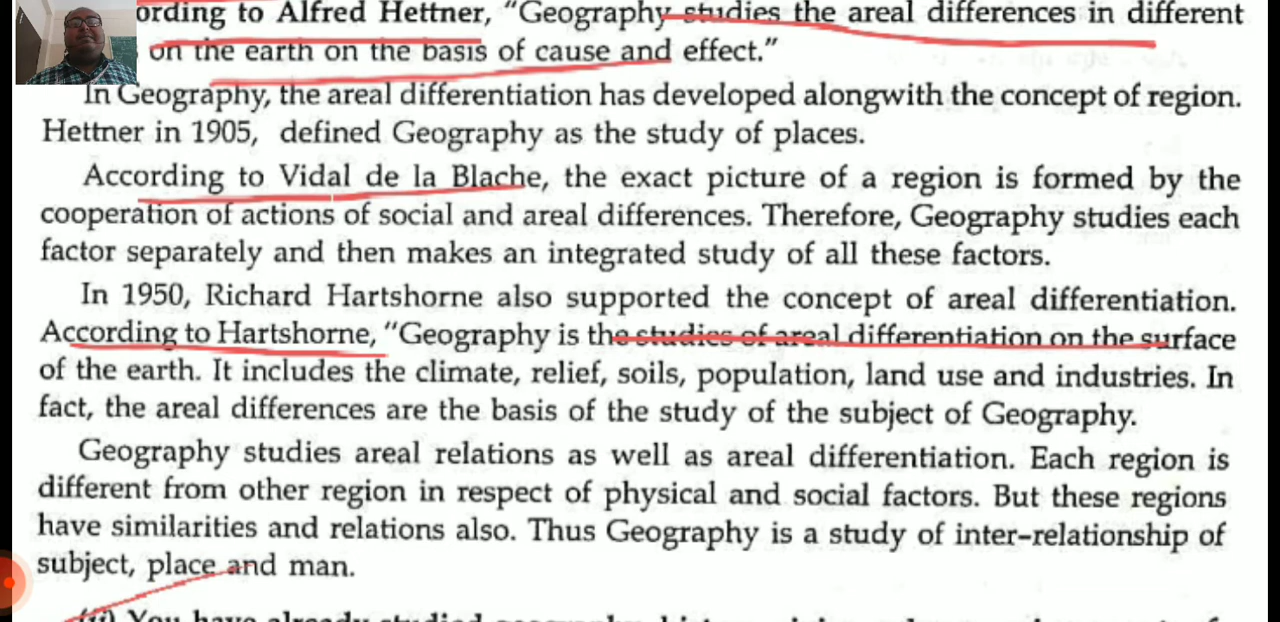 ording to Alfred Hettner, "Geography studies the areal differences in different
on the earth on the basis of cause and effect."
In Geography, the areal differentiation has developed alongwith the concept of region.
Hettner in 1905, defined Geography as the study of places.
According to Vidal de la Blache, the exact picture of a region is formed by the
cooperation of actions of social and areal differences. Therefore, Geography studies each
factor separately and then makes an integrated study of all these factors.
In 1950, Richard Hartshorne also supported the concept of areal differentiation.
According to Hartshorne, "Geography is the studies of areal differentiation on the surface
of the earth. It includes the climate, relief, soils, population, land use and industries. In
fact, the areal differences are the basis of the study of the subject of Geography.
Geography studies areal relations as well as areal differentiation. Each region is
different from other region in respect of physical and social factors. But these regions
have similarities and relations also. Thus Geography is a study of inter-relationship of
subject, place and man.
You have already studied